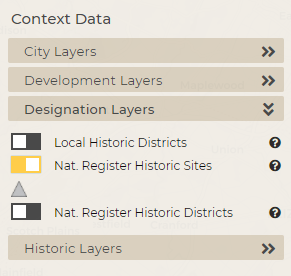 Context Data
City Layers
Development Layers
Designation Layers
Local Historic Districts
Nat. Register Historic Sites
Nat. Register Historic Districts
Historic Layers